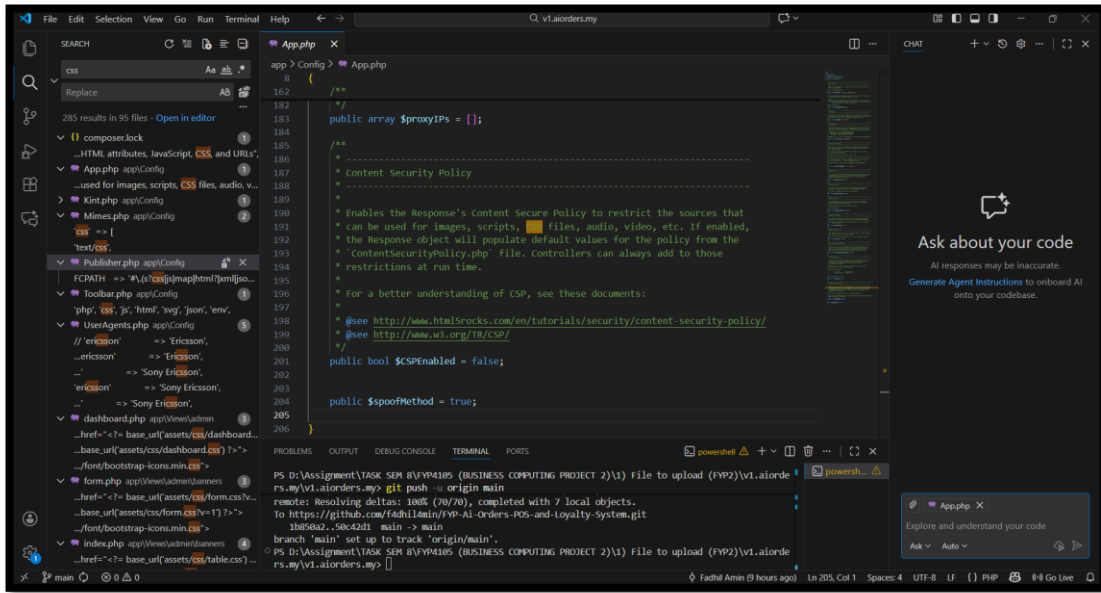 File Edit Selection View Go Run Terminal Help
v1.aiorders.my
SEARCH
css
Aa ab .*
Replace
AB
285 results in 95 files - Open in editor
{} composer.lock 1
...HTML attributes, JavaScript, CSS, and URLs",
App.php app\Config 1
...used for images, scripts, CSS files, audio, v...
Kint.php app\Config 1
Mimes.php app\Config 2
'css' => [
'text/css',
Publisher.php app\Config
FCPATH => '#\.(s?css|js|map|html?|xml|jso...
Toolbar.php app\Config 1
'php', 'css', 'js', 'html', 'svg', 'json', 'env',
UserAgents.php app\Config 5
// 'ericsson' => 'Ericsson',
...ericsson' => 'Ericsson',
...' => 'Sony Ericsson',
'ericsson' => 'Sony Ericsson',
...' => 'Sony Ericsson',
dashboard.php app\Views\admin 3
...href="<?= base_url('assets/css/dashboard...
...base_url('assets/css/dashboard.css') ?>">
.../font/bootstrap-icons.min.css">
form.php app\Views\admin\banners 3
...href="<?= base_url('assets/css/form.css?v...
...base_url('assets/css/form.css?v=1') ?>">
.../font/bootstrap-icons.min.css">
index.php app\Views\admin\banners 4
...href="<?= base_url('assets/css/table.css') ...
App.php
app > Config > App.php
8 {
162 /**
182 */
183 public array $proxyIPs = [];
184
185 /**
186 * --------------------------------------------------------------------------
187 * Content Security Policy
188 * --------------------------------------------------------------------------
189 *
190 * Enables the Response's Content Secure Policy to restrict the sources that
191 * can be used for images, scripts, CSS files, audio, video, etc. If enabled,
192 * the Response object will populate default values for the policy from the
193 * `ContentSecurityPolicy.php` file. Controllers can always add to those
194 * restrictions at run time.
195 *
196 * For a better understanding of CSP, see these documents:
197 *
198 * @see http://www.html5rocks.com/en/tutorials/security/content-security-policy/
199 * @see http://www.w3.org/TR/CSP/
200 */
201 public bool $CSPEnabled = false;
202
203
204 public $spoofMethod = true;
205
206 }
PROBLEMS OUTPUT DEBUG CONSOLE TERMINAL PORTS
powershell
powersh...
PS D:\Assignment\TASK SEM 8\FYP4105 (BUSINESS COMPUTING PROJECT 2)\1) File to upload (FYP2)\v1.aiorde
rs.my\v1.aiorders.my> git push -u origin main
remote: Resolving deltas: 100% (70/70), completed with 7 local objects.
To https://github.com/f4dhil4min/FYP-Ai-Orders-POS-and-Loyalty-System.git
1b850a2..50c42d1 main -> main
branch 'main' set up to track 'origin/main'.
PS D:\Assignment\TASK SEM 8\FYP4105 (BUSINESS COMPUTING PROJECT 2)\1) File to upload (FYP2)\v1.aiorde
rs.my\v1.aiorders.my>
CHAT
Ask about your code
AI responses may be inaccurate.
Generate Agent Instructions to onboard AI
onto your codebase.
App.php
Explore and understand your code
Ask Auto
main 0 0 Fadhil Amin (9 hours ago) Ln 205, Col 1 Spaces: 4 UTF-8 LF {} PHP Go Live